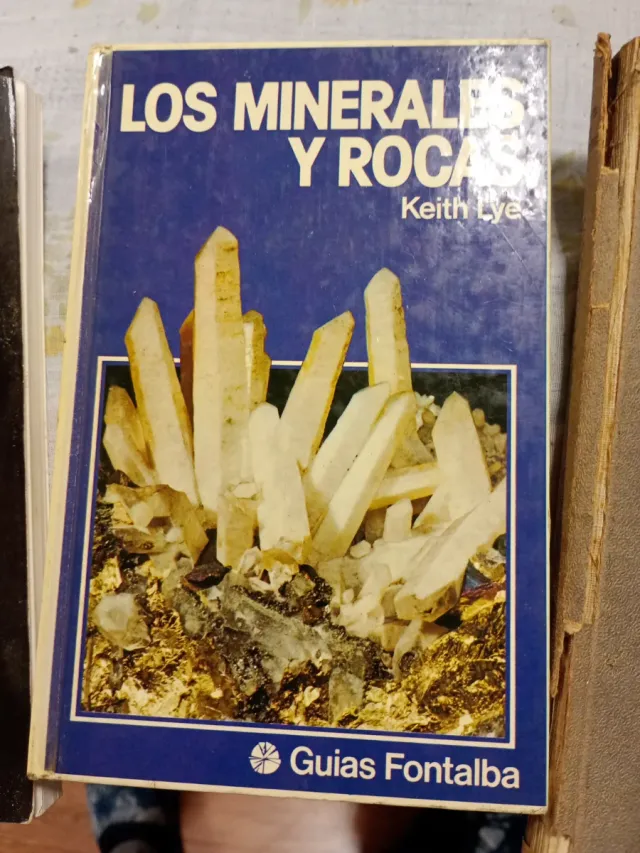 LOS MINERALES
Y ROCAS
Keith Lye
Guias Fontalba